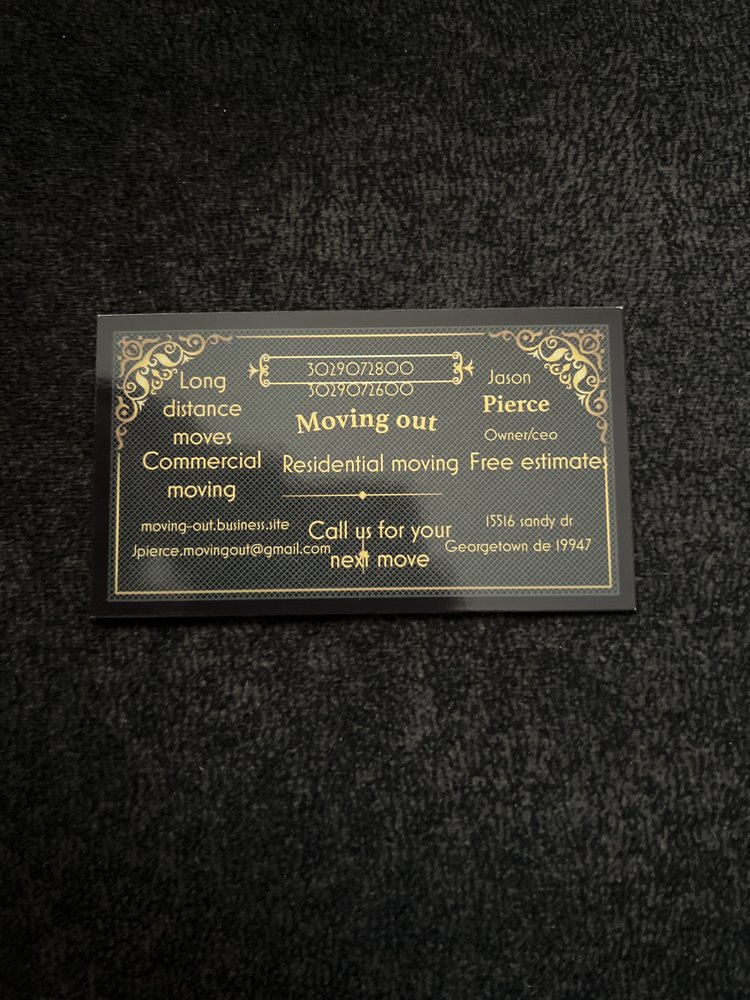 3029072800
3029072600
Moving out
Long
distance
moves
Commercial
moving
Residential moving
Jason
Pierce
Owner/ceo
Free estimates
moving-out.business.site
Jpierce.movingout@gmail.com
Call us for your
next move
15516 sandy dr
Georgetown de 19947